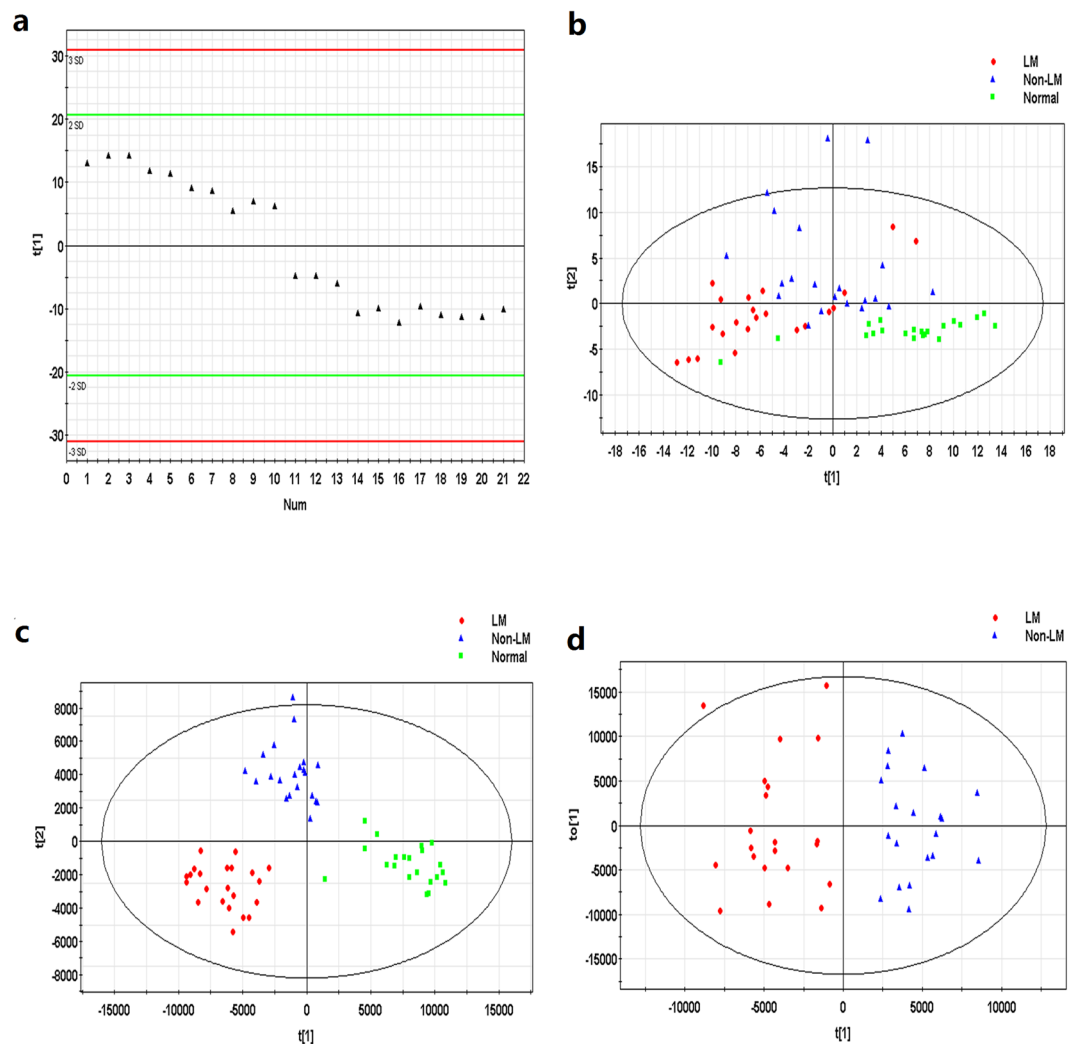 a
30
3 SD
20
2 SD
10
0
-10
-20
-2 SD
-30
-3 SD
t[1]
0 1 2 3 4 5 6 7 8 9 10 11 12 13 14 15 16 17 18 19 20 21 22
Num
b
LM
Non-LM
Normal
15
10
5
0
-5
-10
t[2]
-18 -16 -14 -12 -10 -8 -6 -4 -2 0 2 4 6 8 10 12 14 16 18
t[1]
c
LM
Non-LM
Normal
8000
6000
4000
2000
0
-2000
-4000
-6000
-8000
t[2]
-15000 -10000 -5000 0 5000 10000 15000
t[1]
d
LM
Non-LM
15000
10000
5000
0
-5000
-10000
-15000
to[1]
-10000 -5000 0 5000 10000
t[1]